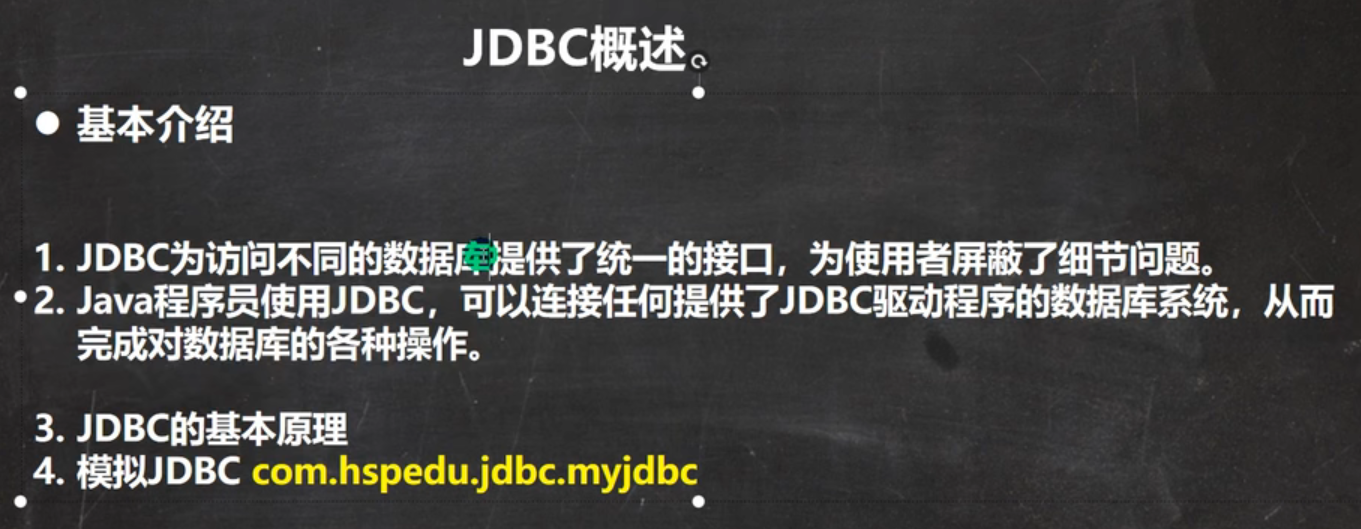 JDBC概述
● 基本介绍
1. JDBC为访问不同的数据库提供了统一的接口，为使用者屏蔽了细节问题。
2. Java程序员使用JDBC，可以连接任何提供了JDBC驱动程序的数据库系统，从而
完成对数据库的各种操作。
3. JDBC的基本原理
4. 模拟JDBC com.hspedu.jdbc.myjdbc